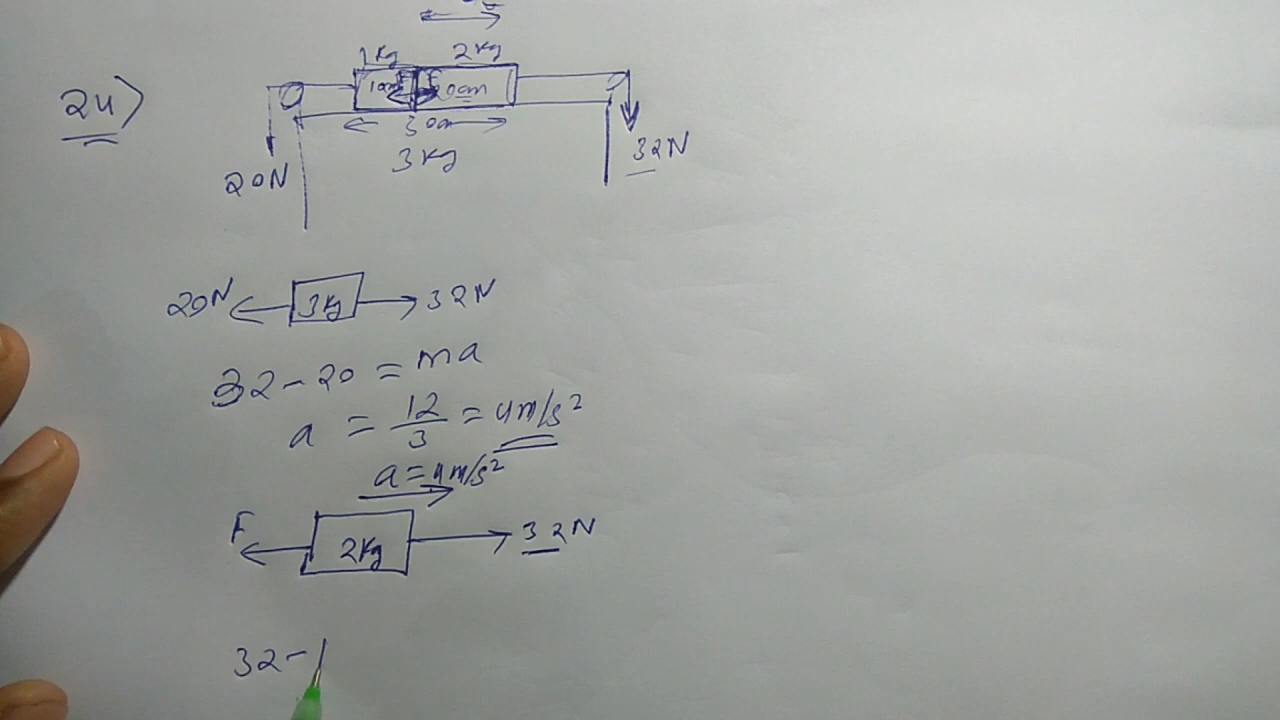 24)
1Kg 2Kg
10cm F F 20cm
30cm
3Kg
20N
32N
20N 3Kg 32N
32-20 = ma
a = 12/3 = 4m/s²
a = 4m/s²
F 2Kg 32N
32-